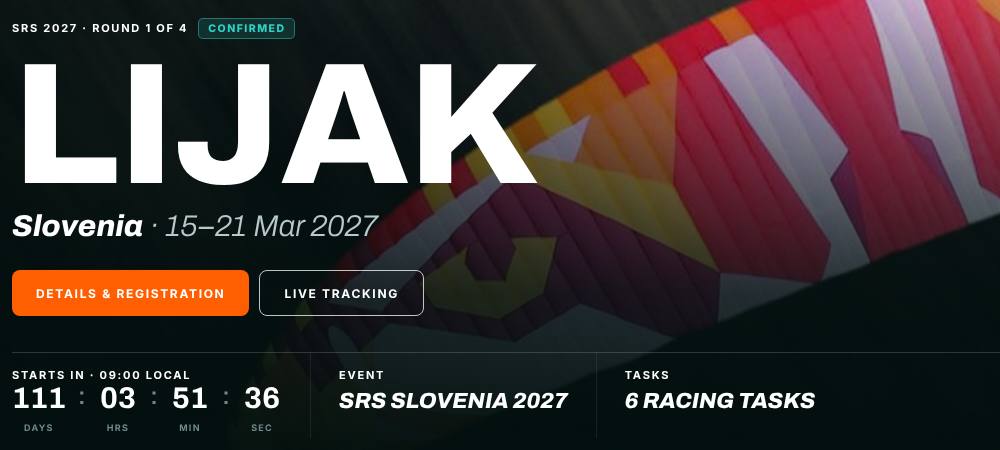 SRS 2027 · ROUND 1 OF 4 CONFIRMED
LIJAK
Slovenia · 15–21 Mar 2027
DETAILS & REGISTRATION LIVE TRACKING
STARTS IN · 09:00 LOCAL
111 : 03 : 51 : 36
DAYS HRS MIN SEC
EVENT
SRS SLOVENIA 2027
TASKS
6 RACING TASKS